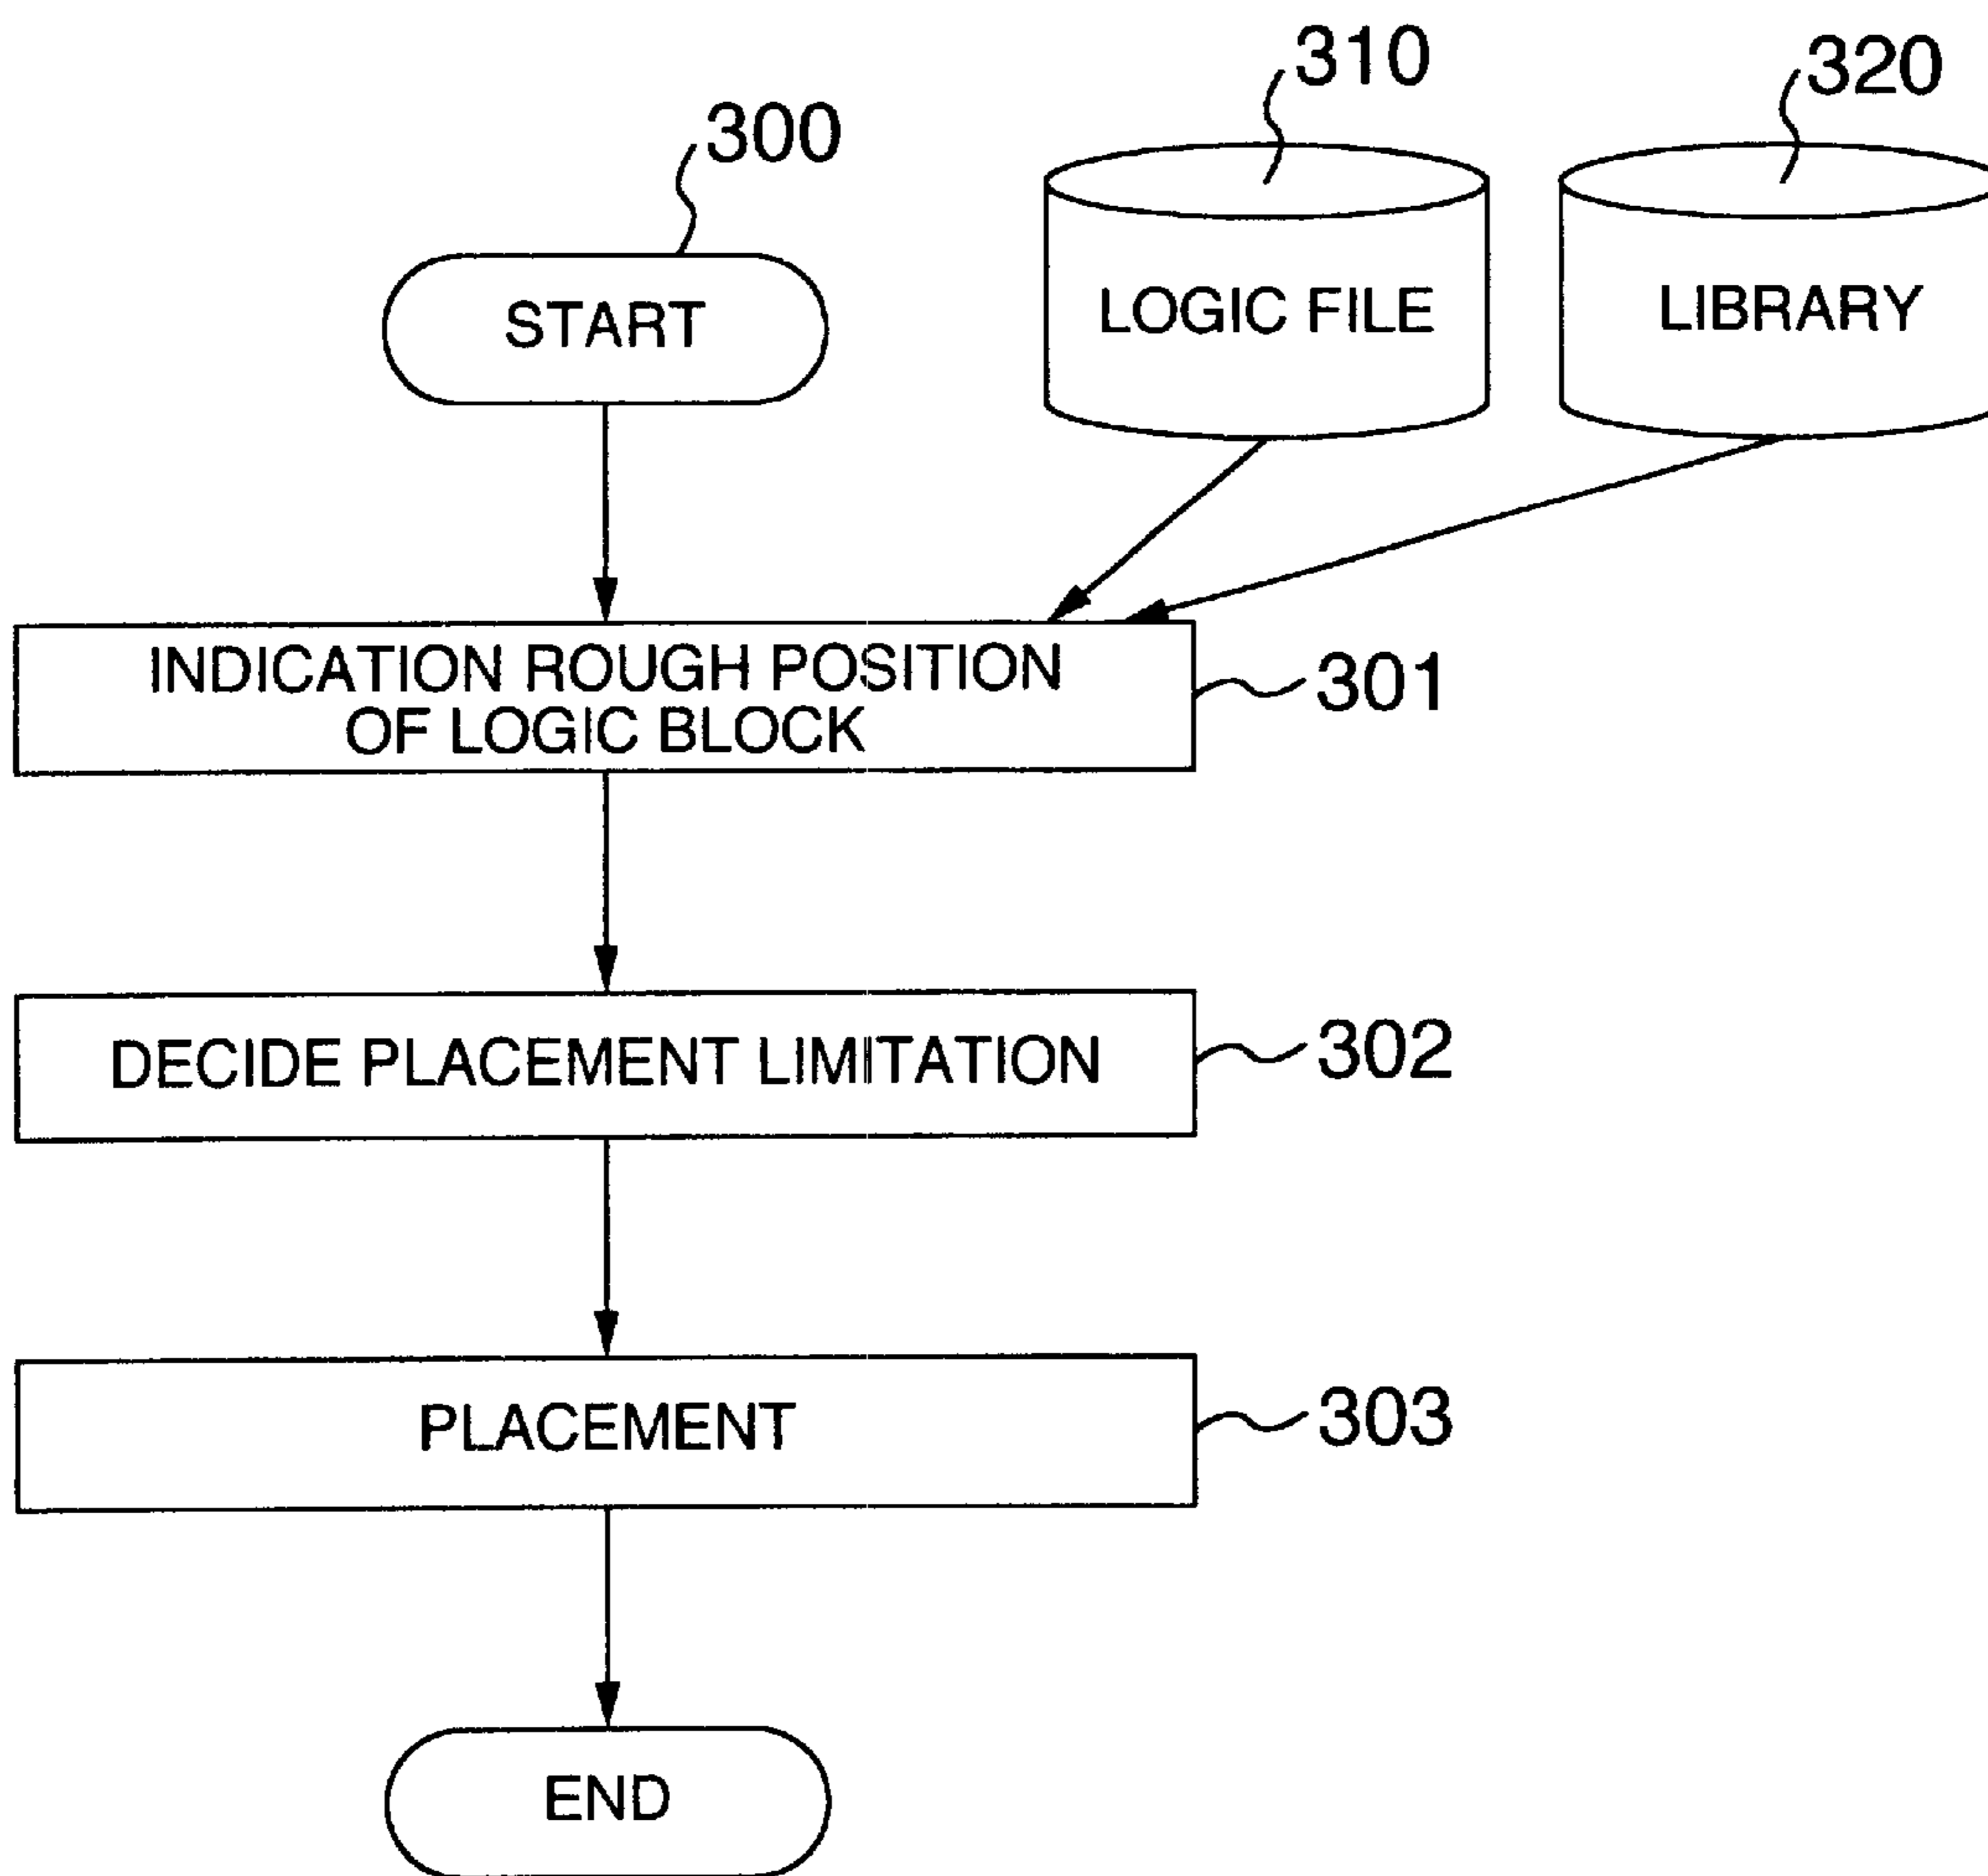 310
320
300
START
LOGIC FILE
LIBRARY
INDICATION ROUGH POSITION
OF LOGIC BLOCK
301
DECIDE PLACEMENT LIMITATION
302
PLACEMENT
303
END